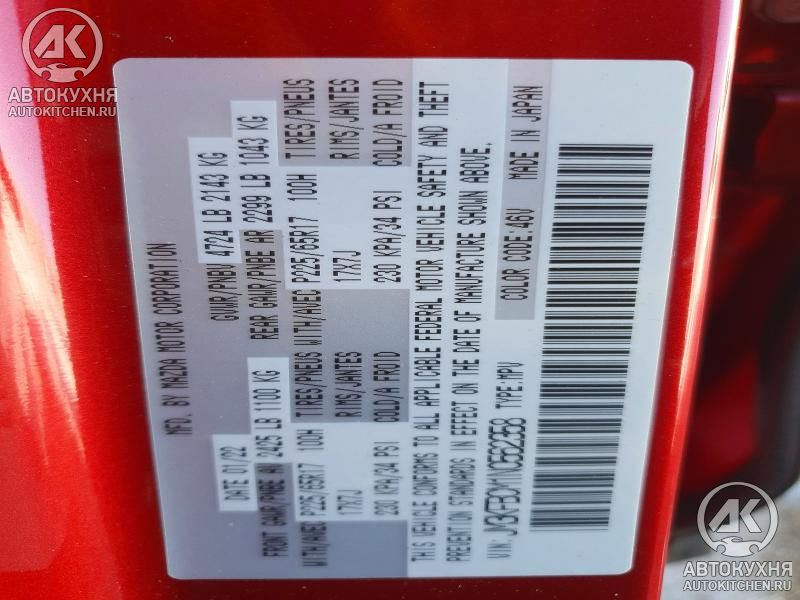 AK
АВТОКУХНЯ
AUTOKITCHEN.RU
MFD. BY MAZDA MOTOR CORPORATION
DATE 01/22
GVWR/PNBV 4724 LB 2143 KG
FRONT GAWR/PNBE AV 2425 LB 1100 KG
REAR GAWR/PNBE AR 2299 LB 1043 KG
TIRES/PNEUS
WITH/AVEC P225/65R17 100H TIRES/PNEUS WITH/AVEC P225/65R17 100H TIRES/PNEUS
17X7J RIMS/JANTES 17X7J RIMS/JANTES
230 KPA/34 PSI COLD/A FROID 230 KPA/34 PSI COLD/A FROID
THIS VEHICLE CONFORMS TO ALL APPLICABLE FEDERAL MOTOR VEHICLE SAFETY AND THEFT
PREVENTION STANDARDS IN EFFECT ON THE DATE OF MANUFACTURE SHOWN ABOVE.
VIN: TYPE:MPV COLOR CODE:46V MADE IN JAPAN
AK
АВТОКУХНЯ
AUTOKITCHEN.RU